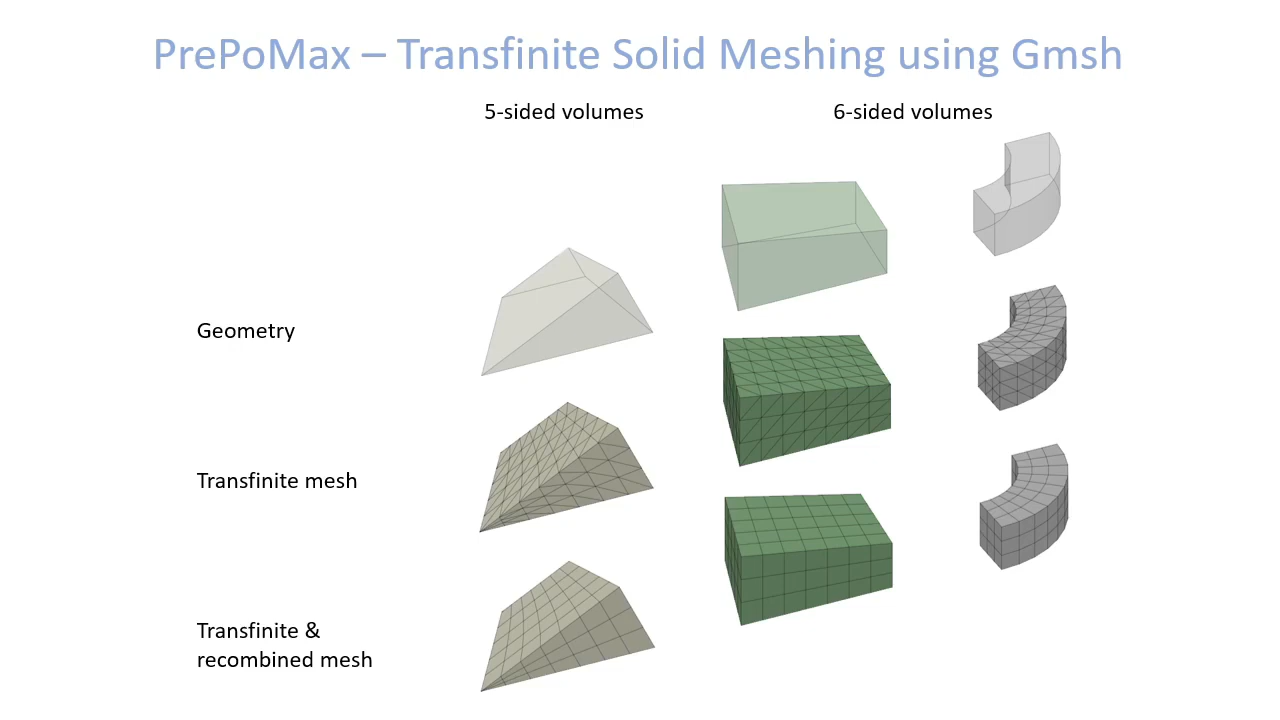 PrePoMax – Transfinite Solid Meshing using Gmsh
5-sided volumes
6-sided volumes
Geometry
Transfinite mesh
Transfinite &
recombined mesh